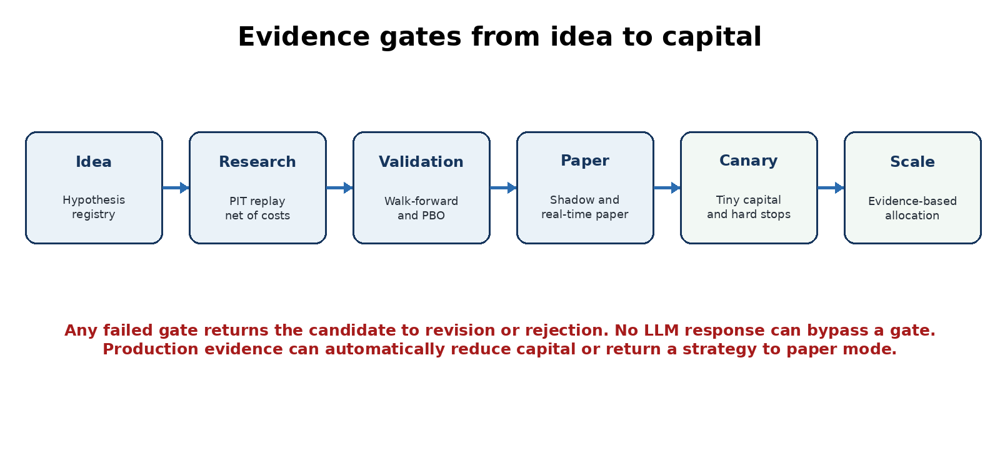 Evidence gates from idea to capital
Idea
Hypothesis
registry
Research
PIT replay
net of costs
Validation
Walk-forward
and PBO
Paper
Shadow and
real-time paper
Canary
Tiny capital
and hard stops
Scale
Evidence-based
allocation
Any failed gate returns the candidate to revision or rejection. No LLM response can bypass a gate.
Production evidence can automatically reduce capital or return a strategy to paper mode.